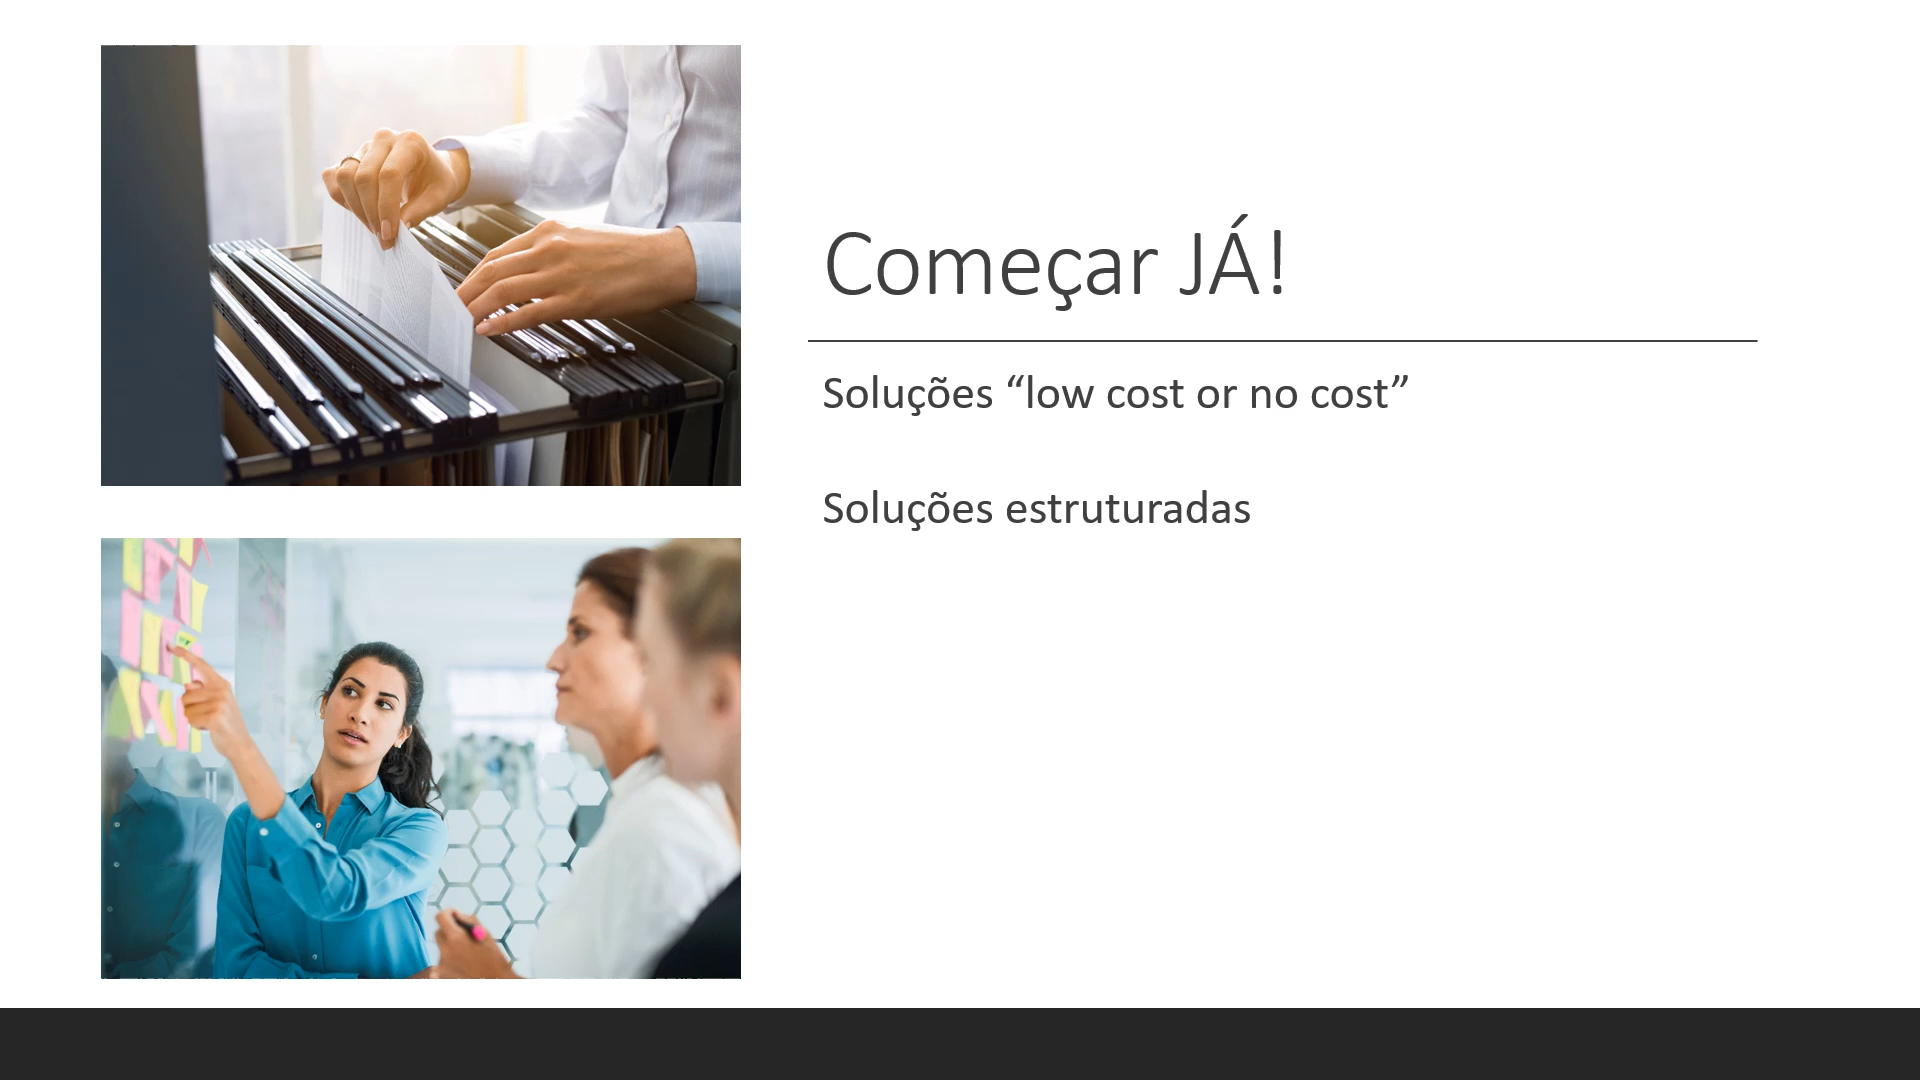 Começar JÁ!
Soluções “low cost or no cost”
Soluções estruturadas